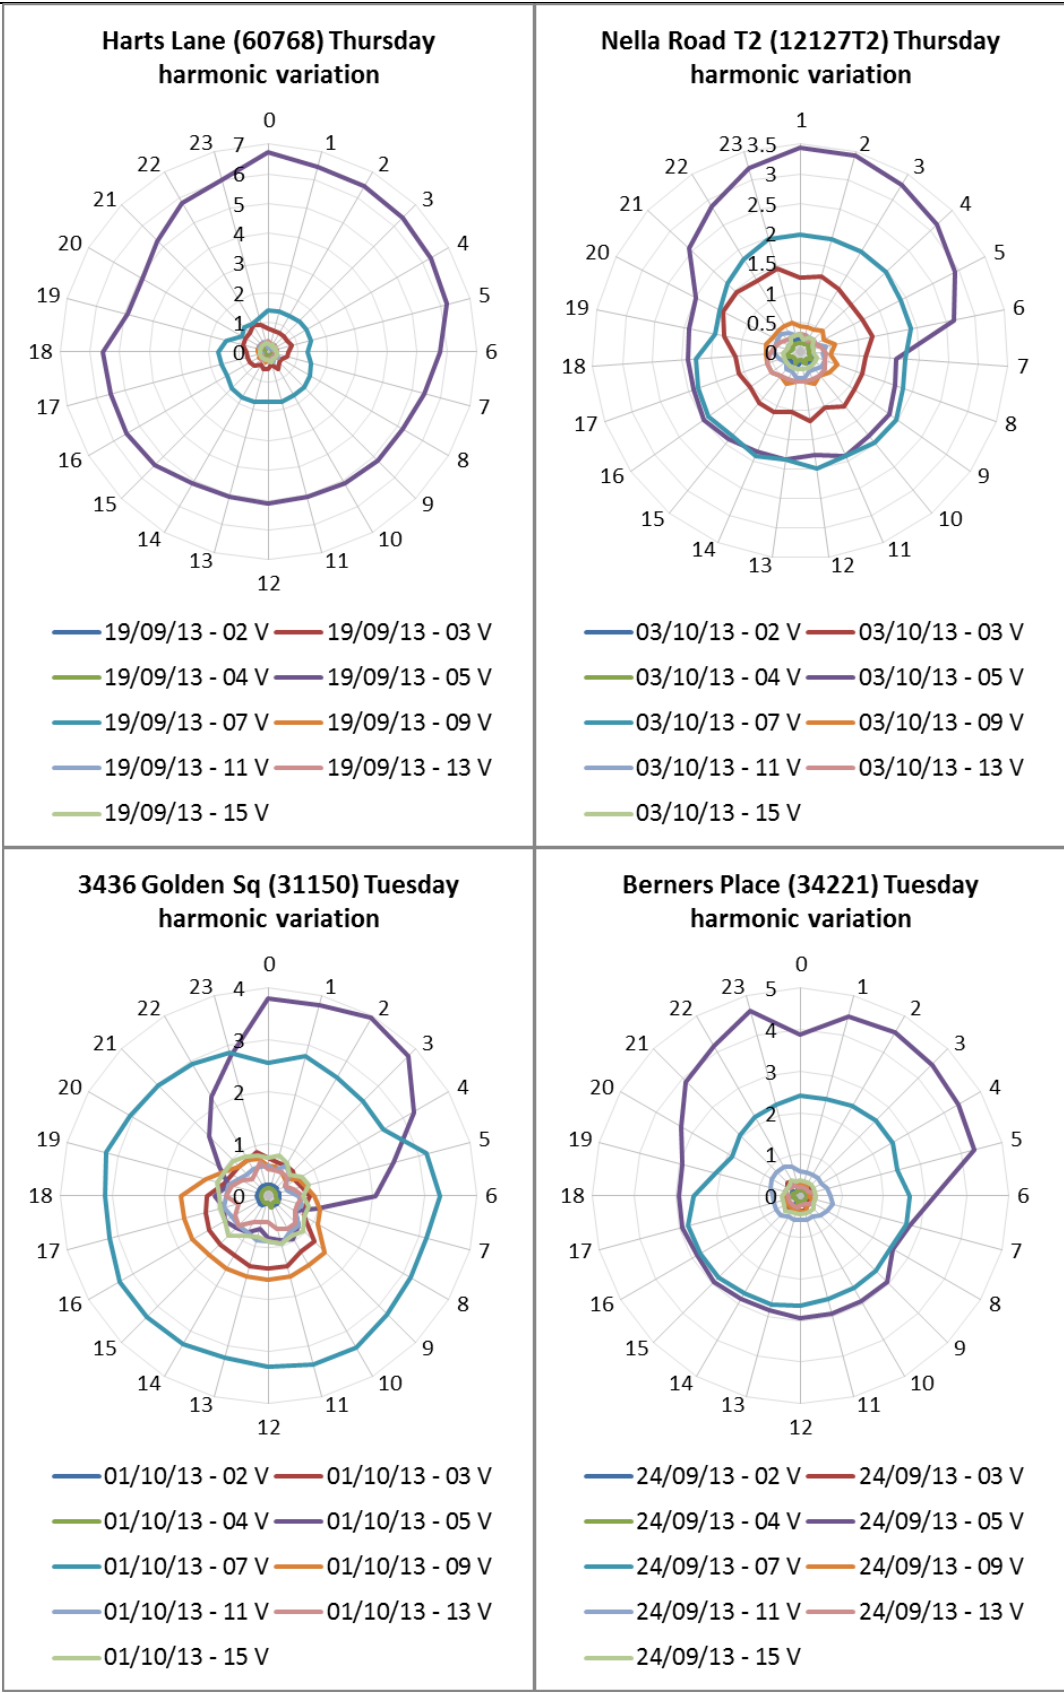 Harts Lane (60768) Thursday
harmonic variation
0
1
2
3
4
5
6
7
8
9
10
11
12
13
14
15
16
17
18
19
20
21
22
23
7
6
5
4
3
2
1
0
19/09/13 - 02 V
19/09/13 - 03 V
19/09/13 - 04 V
19/09/13 - 05 V
19/09/13 - 07 V
19/09/13 - 09 V
19/09/13 - 11 V
19/09/13 - 13 V
19/09/13 - 15 V
Nella Road T2 (12127T2) Thursday
harmonic variation
1
2
3
4
5
6
7
8
9
10
11
12
13
14
15
16
17
18
19
20
21
22
23
3.5
3
2.5
2
1.5
1
0.5
0
03/10/13 - 02 V
03/10/13 - 03 V
03/10/13 - 04 V
03/10/13 - 05 V
03/10/13 - 07 V
03/10/13 - 09 V
03/10/13 - 11 V
03/10/13 - 13 V
03/10/13 - 15 V
3436 Golden Sq (31150) Tuesday
harmonic variation
0
1
2
3
4
5
6
7
8
9
10
11
12
13
14
15
16
17
18
19
20
21
22
23
4
3
2
1
0
01/10/13 - 02 V
01/10/13 - 03 V
01/10/13 - 04 V
01/10/13 - 05 V
01/10/13 - 07 V
01/10/13 - 09 V
01/10/13 - 11 V
01/10/13 - 13 V
01/10/13 - 15 V
Berners Place (34221) Tuesday
harmonic variation
0
1
2
3
4
5
6
7
8
9
10
11
12
13
14
15
16
17
18
19
20
21
22
23
5
4
3
2
1
0
24/09/13 - 02 V
24/09/13 - 03 V
24/09/13 - 04 V
24/09/13 - 05 V
24/09/13 - 07 V
24/09/13 - 09 V
24/09/13 - 11 V
24/09/13 - 13 V
24/09/13 - 15 V